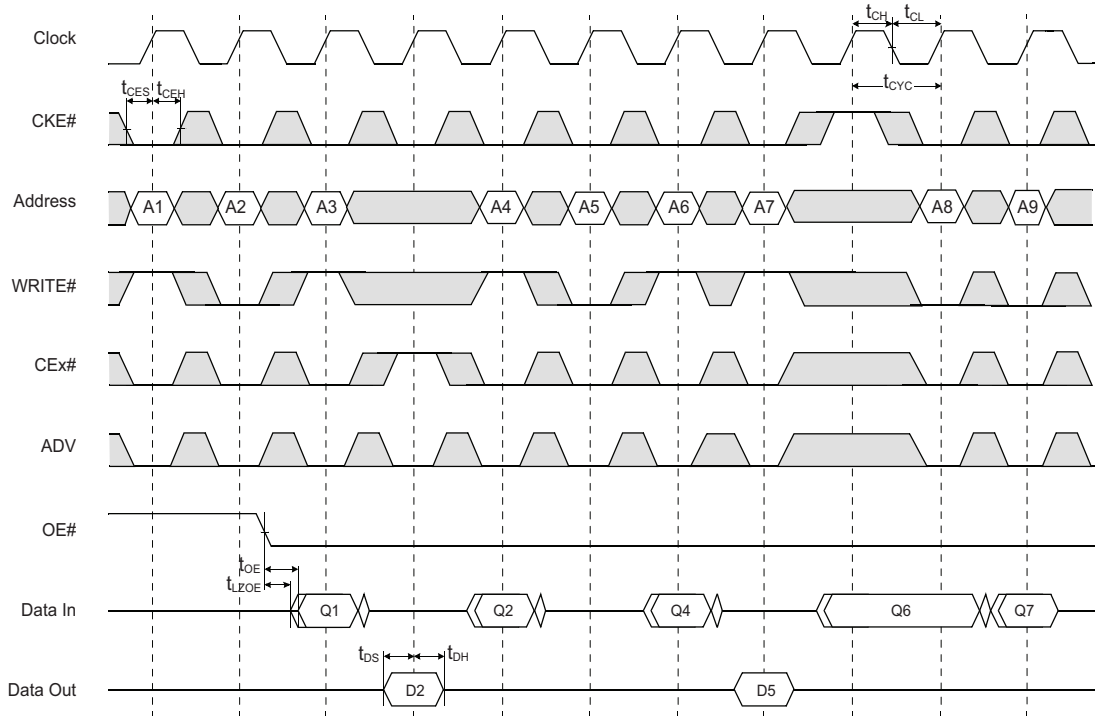 Clock
tCH
tCL
tCYC
CKE#
tCES
tCEH
Address
A1
A2
A3
A4
A5
A6
A7
A8
A9
WRITE#
CEx#
ADV
OE#
tOE
tLZOE
Data In
Q1
Q2
Q4
Q6
Q7
tDS
tDH
Data Out
D2
D5